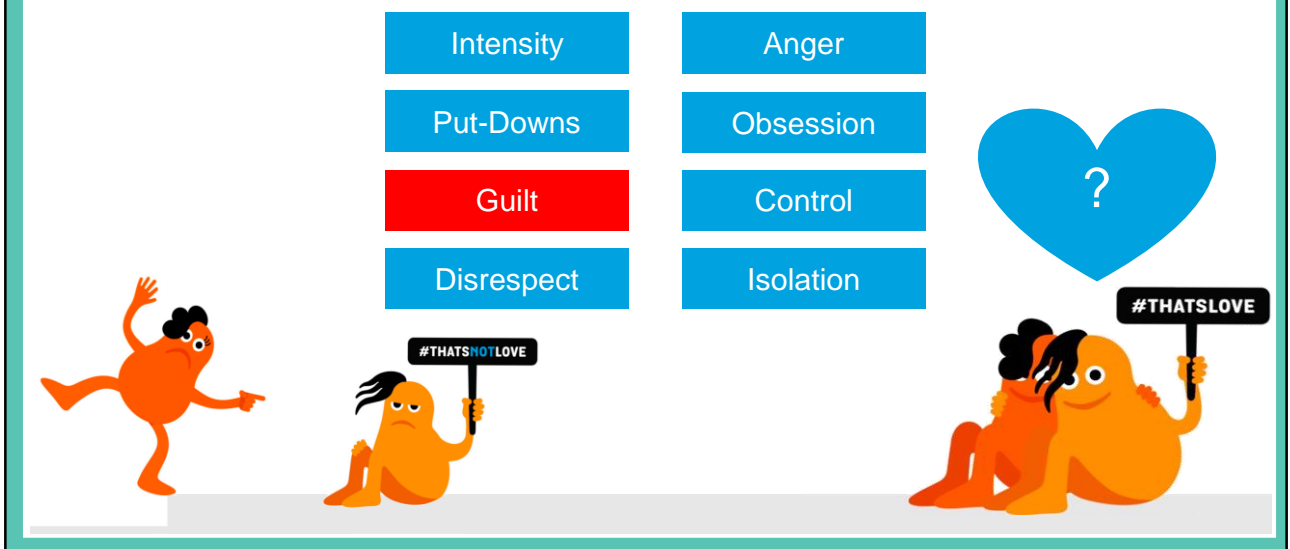 Intensity
Anger
Put-Downs
Obsession
Guilt
Control
?
Disrespect
Isolation
#THATSLOVE
#THATSNOTLOVE